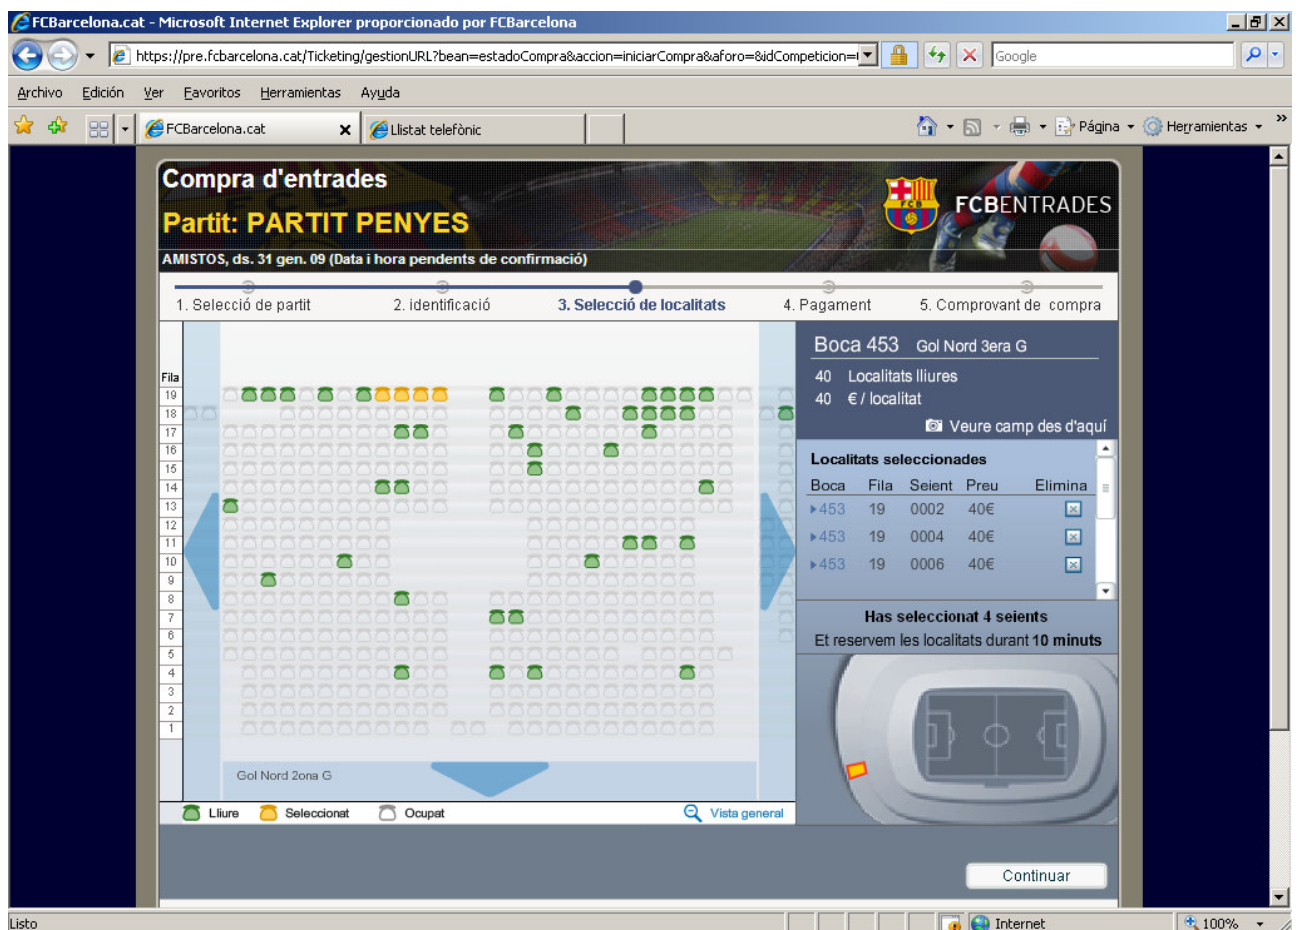 FCBarcelona.cat - Microsoft Internet Explorer proporcionado por FCBarcelona
https://pre.fcbarcelona.cat/Ticketing/gestionURL?bean=estadoCompra&accion=iniciarCompra&aforo=&idCompeticion=
Google
Archivo Edición Ver Favoritos Herramientas Ayuda
FCBarcelona.cat Llistat telefònic Página Herramientas
Compra d'entrades
Partit: PARTIT PENYES
FCB
FCBENTRADES
AMISTOS, ds. 31 gen. 09 (Data i hora pendents de confirmació)
1. Selecció de partit 2. identificació 3. Selecció de localitats 4. Pagament 5. Comprovant de compra
Fila
19
18
17
16
15
14
13
12
11
10
9
8
7
6
5
4
3
2
1
Gol Nord 2ona G
Lliure Seleccionat Ocupat Vista general
Boca 453 Gol Nord 3era G
40 Localitats lliures
40 € / localitat
Veure camp des d'aquí
Localitats seleccionades
Boca Fila Seient Preu Elimina
453 19 0002 40€
453 19 0004 40€
453 19 0006 40€
Has seleccionat 4 seients
Et reservem les localitats durant 10 minuts
Continuar
Listo Internet 100%